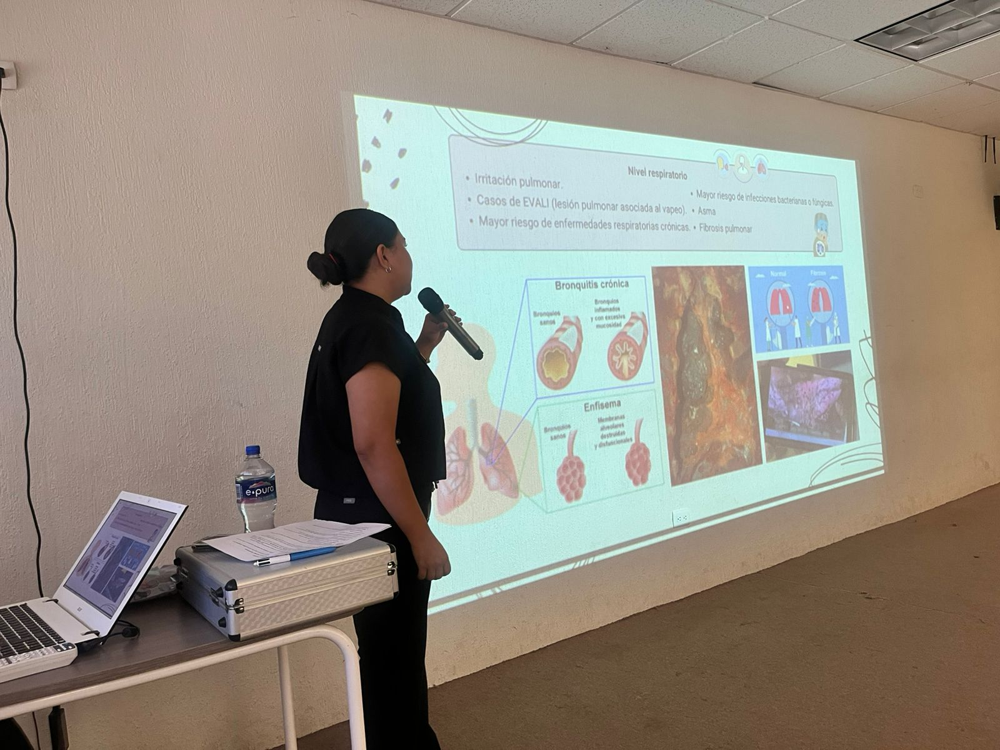 Nivel respiratorio
• Irritación pulmonar.
• Casos de EVALI (lesión pulmonar asociada al vapeo).
• Mayor riesgo de enfermedades respiratorias crónicas.
• Mayor riesgo de infecciones bacterianas o fúngicas.
• Asma
• Fibrosis pulmonar
Bronquitis crónica
Bronquios
sanos
Bronquios
inflamados
y con excesiva
mucosidad
Enfisema
Bronquios
sanos
Membranas
alveolares
destruidas
y disfuncionales
Normal
e•pura
hp